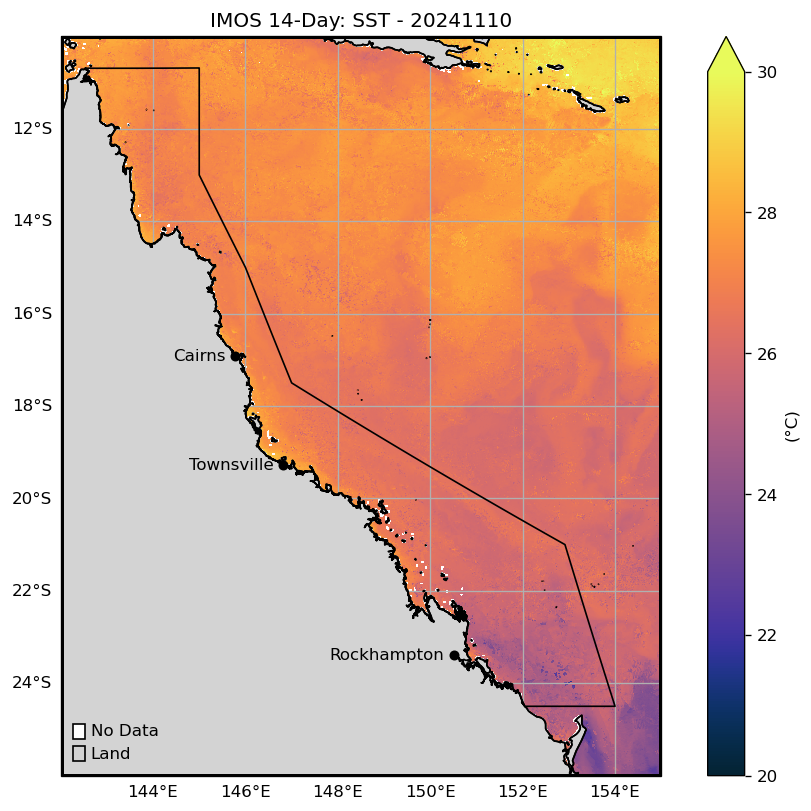 IMOS 14-Day: SST - 20241110
12°S
14°S
16°S
18°S
20°S
22°S
24°S
Cairns
Townsville
Rockhampton
No Data
Land
144°E 146°E 148°E 150°E 152°E 154°E
30
28
26
24
22
20
(°C)